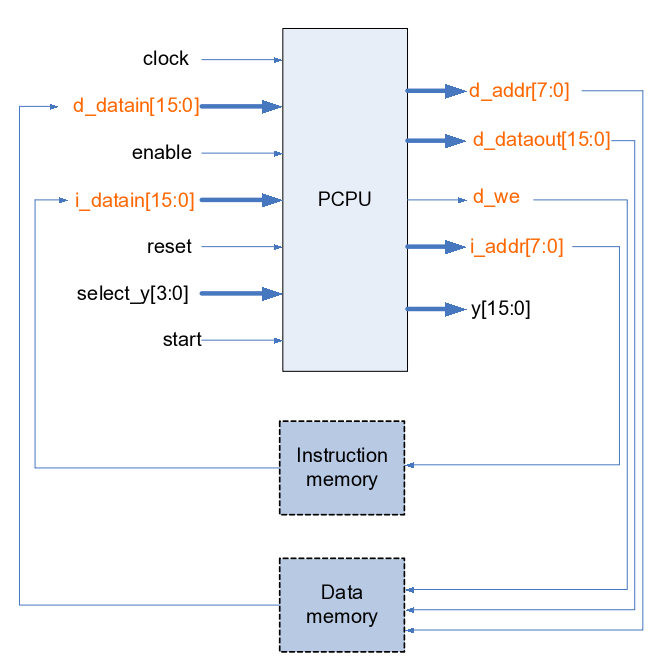 clock
d_datain[15:0]
enable
i_datain[15:0]
reset
select_y[3:0]
start
PCPU
d_addr[7:0]
d_dataout[15:0]
d_we
i_addr[7:0]
y[15:0]
Instruction
memory
Data
memory